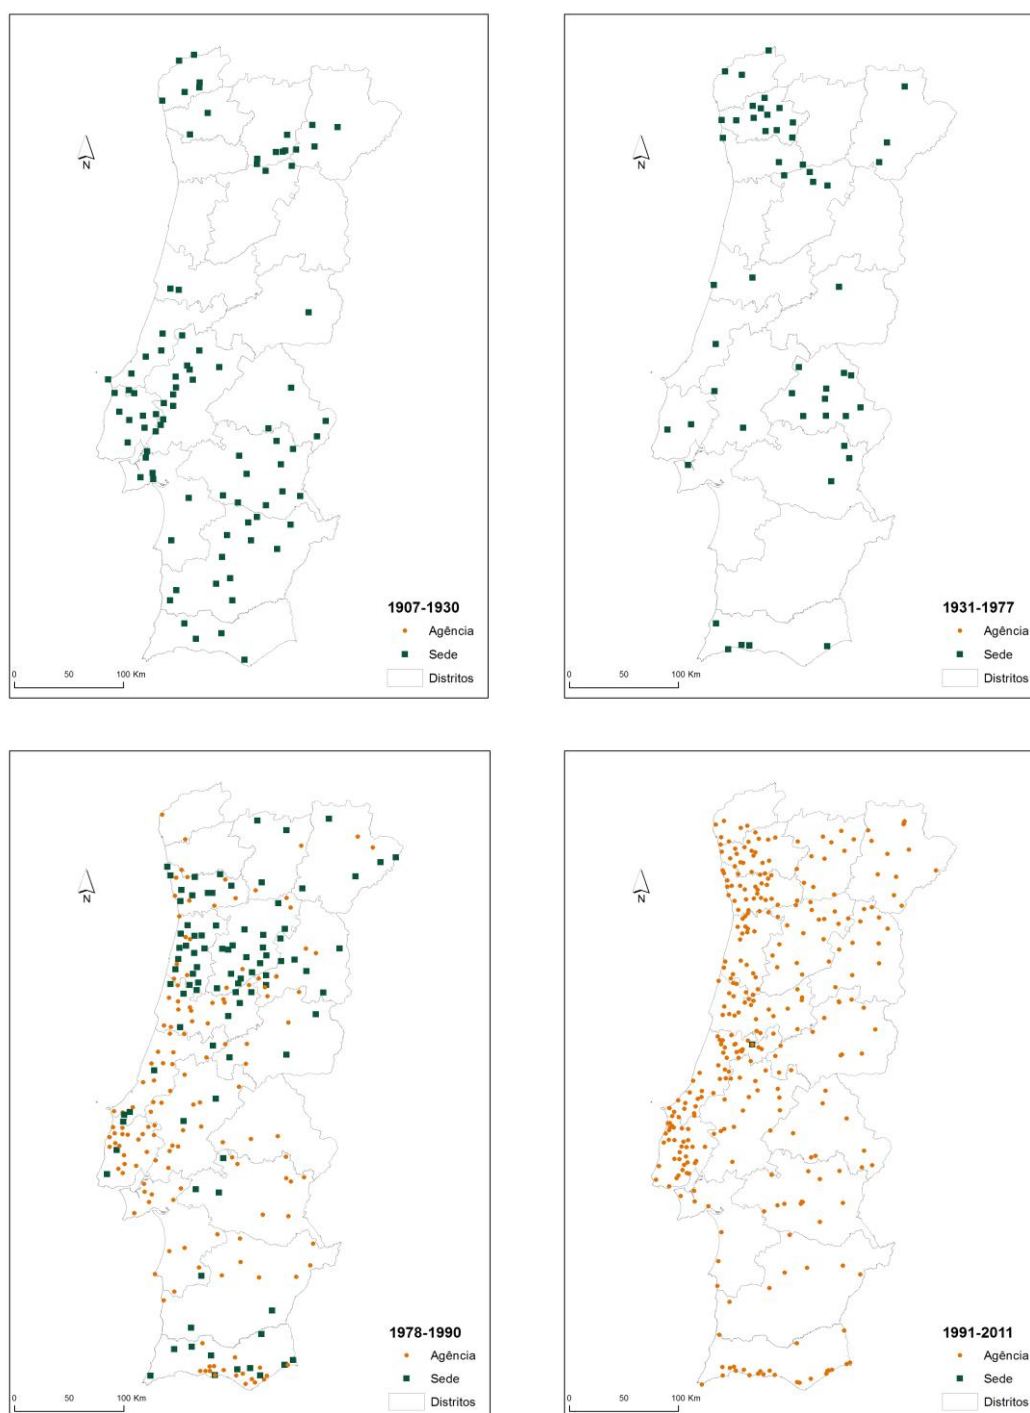 N
1907-1930
Agência
Sede
Distritos
0 50 100 Km
N
1931-1977
Agência
Sede
Distritos
0 50 100 Km
N
1978-1990
Agência
Sede
Distritos
0 50 100 Km
N
1991-2011
Agência
Sede
Distritos
0 50 100 Km